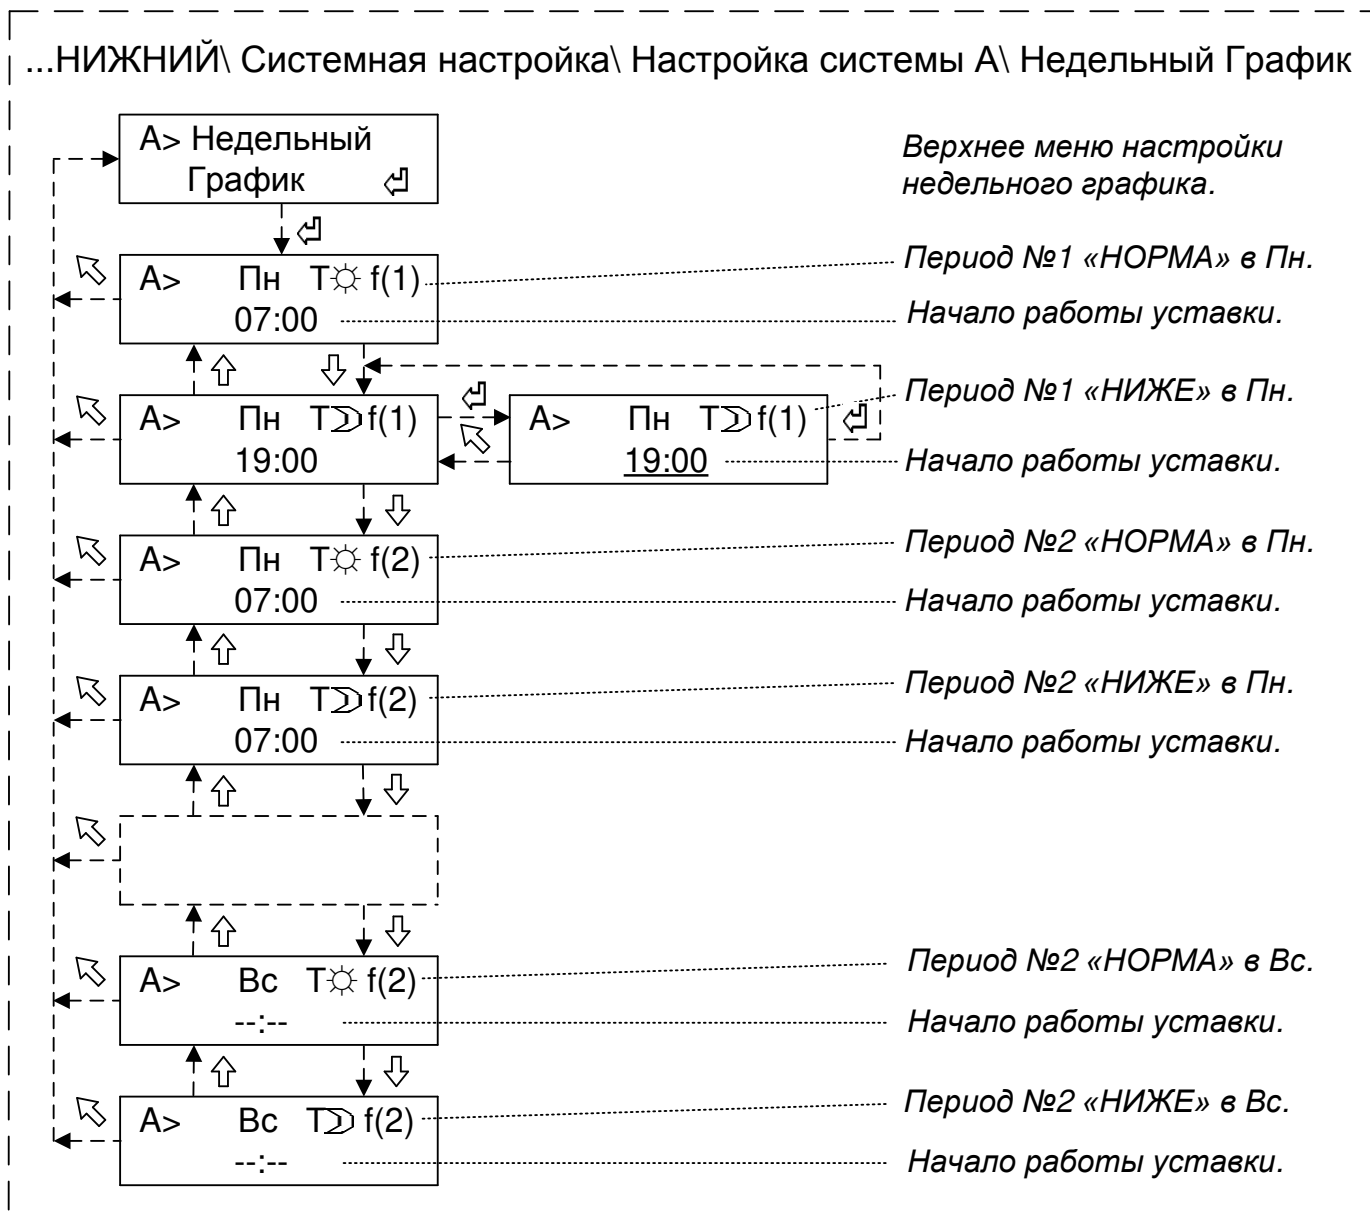 ...НИЖНИЙ\ Системная настройка\ Настройка системы А\ Недельный График
А> Недельный
График
Верхнее меню настройки
недельного графика.
А> Пн Т☼ f(1)
07:00
Период №1 «НОРМА» в Пн.
Начало работы уставки.
А> Пн Т☽ f(1)
19:00
А> Пн Т☽ f(1)
19:00
Период №1 «НИЖЕ» в Пн.
Начало работы уставки.
А> Пн Т☼ f(2)
07:00
Период №2 «НОРМА» в Пн.
Начало работы уставки.
А> Пн Т☽ f(2)
07:00
Период №2 «НИЖЕ» в Пн.
Начало работы уставки.
А> Вс Т☼ f(2)
--:--
Период №2 «НОРМА» в Вс.
Начало работы уставки.
А> Вс Т☽ f(2)
--:--
Период №2 «НИЖЕ» в Вс.
Начало работы уставки.